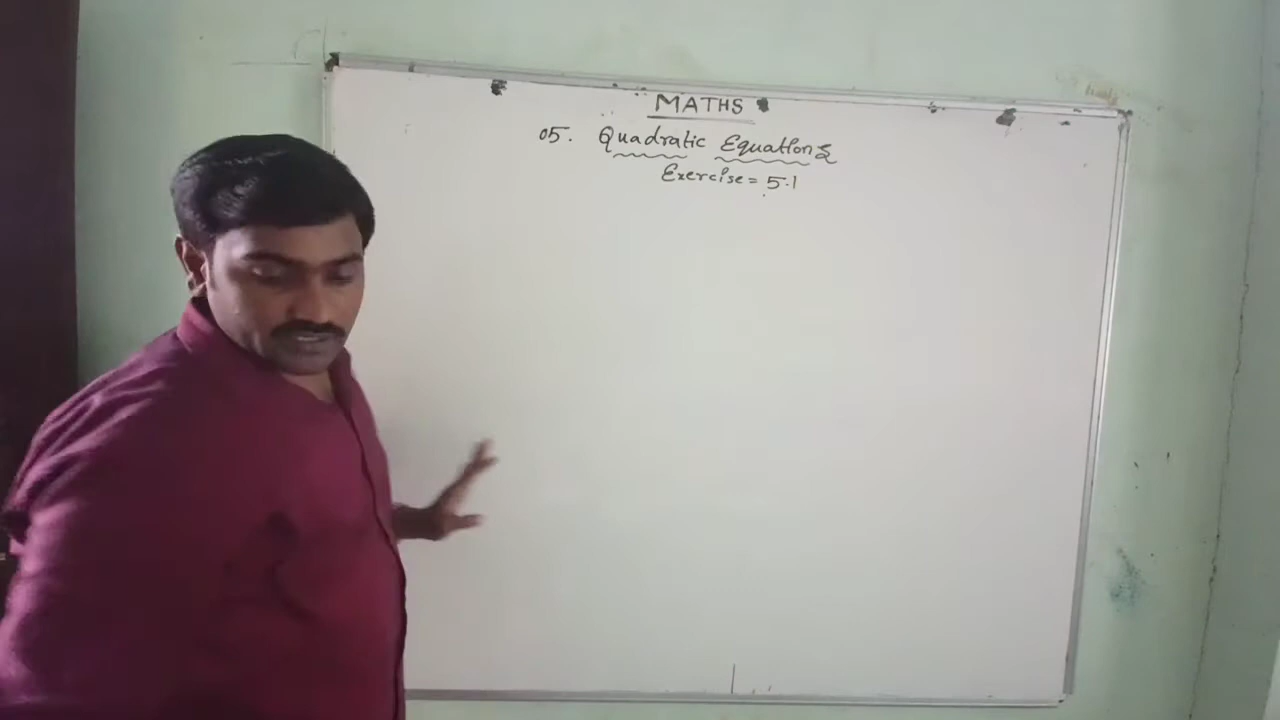 MATHS
05. Quadratic Equations
Exercise = 5.1